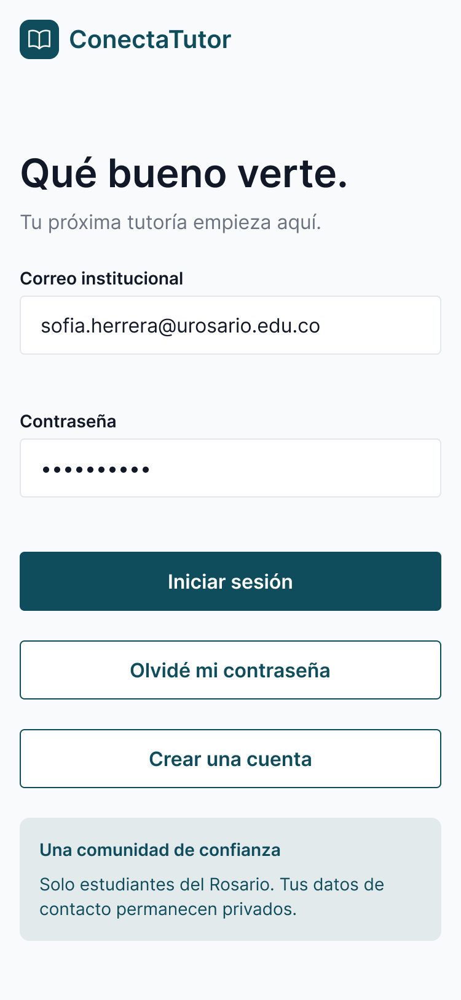 ConectaTutor
Qué bueno verte.
Tu próxima tutoría empieza aquí.
Correo institucional
sofia.herrera@urosario.edu.co
Contraseña
••••••••••
Iniciar sesión
Olvidé mi contraseña
Crear una cuenta
Una comunidad de confianza
Solo estudiantes del Rosario. Tus datos de
contacto permanecen privados.